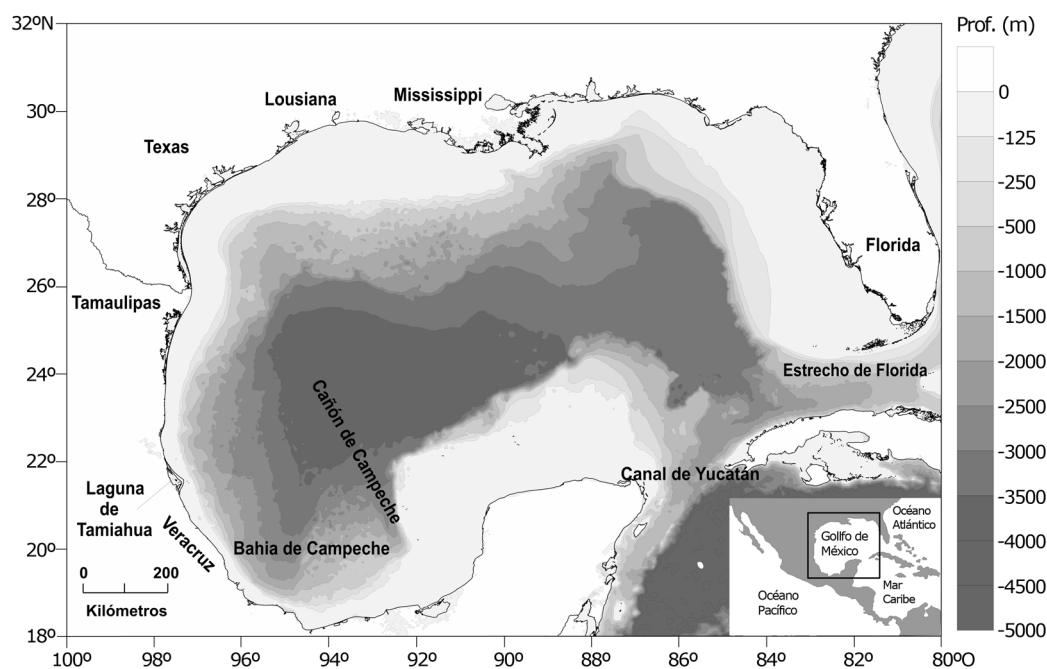 32ºN
30º
28º
26º
24º
22º
20º
18º
100º
98º
96º
94º
92º
90º
88º
86º
84º
82º
800O
Prof. (m)
0
-125
-250
-500
-1000
-1500
-2000
-2500
-3000
-3500
-4000
-4500
-5000
Lousiana
Mississippi
Texas
Florida
Tamaulipas
Estrecho de Florida
Cañón de Campeche
Canal de Yucatán
Laguna
de
Tamiahua
Veracruz
Bahia de Campeche
0
200
Kilómetros
Océano
Atlántico
Gollfo de
México
Mar
Caribe
Océano
Pacífico